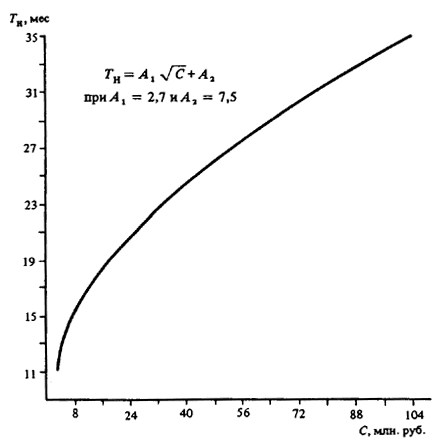 Tн, мес
35
Tн = A₁ √C + A₂
при A₁ = 2,7 и A₂ = 7,5
31
27
23
19
15
11
8 24 40 56 72 88 104
C, млн. руб.